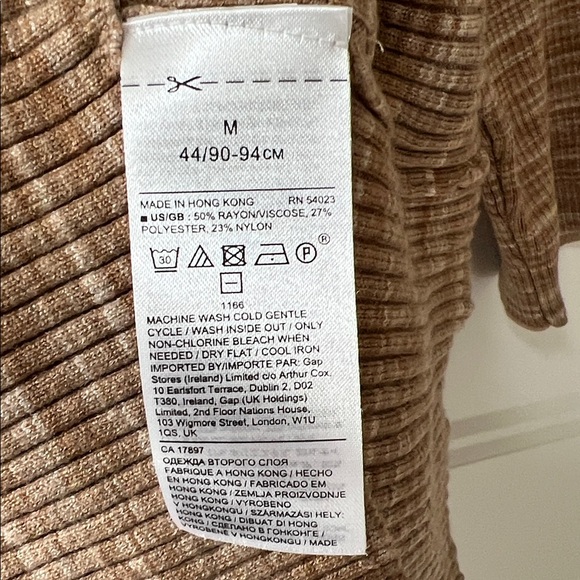 M
44/90-94CM
MADE IN HONG KONG RN 54023
■ US/GB : 50% RAYON/VISCOSE, 27%
POLYESTER, 23% NYLON
30
P
®
1166
MACHINE WASH COLD GENTLE
CYCLE / WASH INSIDE OUT / ONLY
NON-CHLORINE BLEACH WHEN
NEEDED / DRY FLAT / COOL IRON
IMPORTED BY/IMPORTE PAR: Gap
Stores (Ireland) Limited c/o Arthur Cox.
10 Earlsfort Terrace, Dublin 2, D02
T380, Ireland, Gap (UK Holdings)
Limited, 2nd Floor Nations House,
103 Wigmore Street, London, W1U
1QS, UK
CA 17897
ОДЕЖДА ВТОРОГО СЛОЯ
FABRIQUE A HONG KONG / HECHO
EN HONG KONG / FABRICADO EM
HONG KONG / ZEMLJA PROIZVODNJE
HONG KONG / VYROBENO
V HONGKONGU / SZÁRMAZÁSI HELY:
HONG KONG / DIBUAT DI HONG
KONG / СДЕЛАНО В ГОНКОНГЕ /
VYROBENÉ V HONGKONGU / MADE